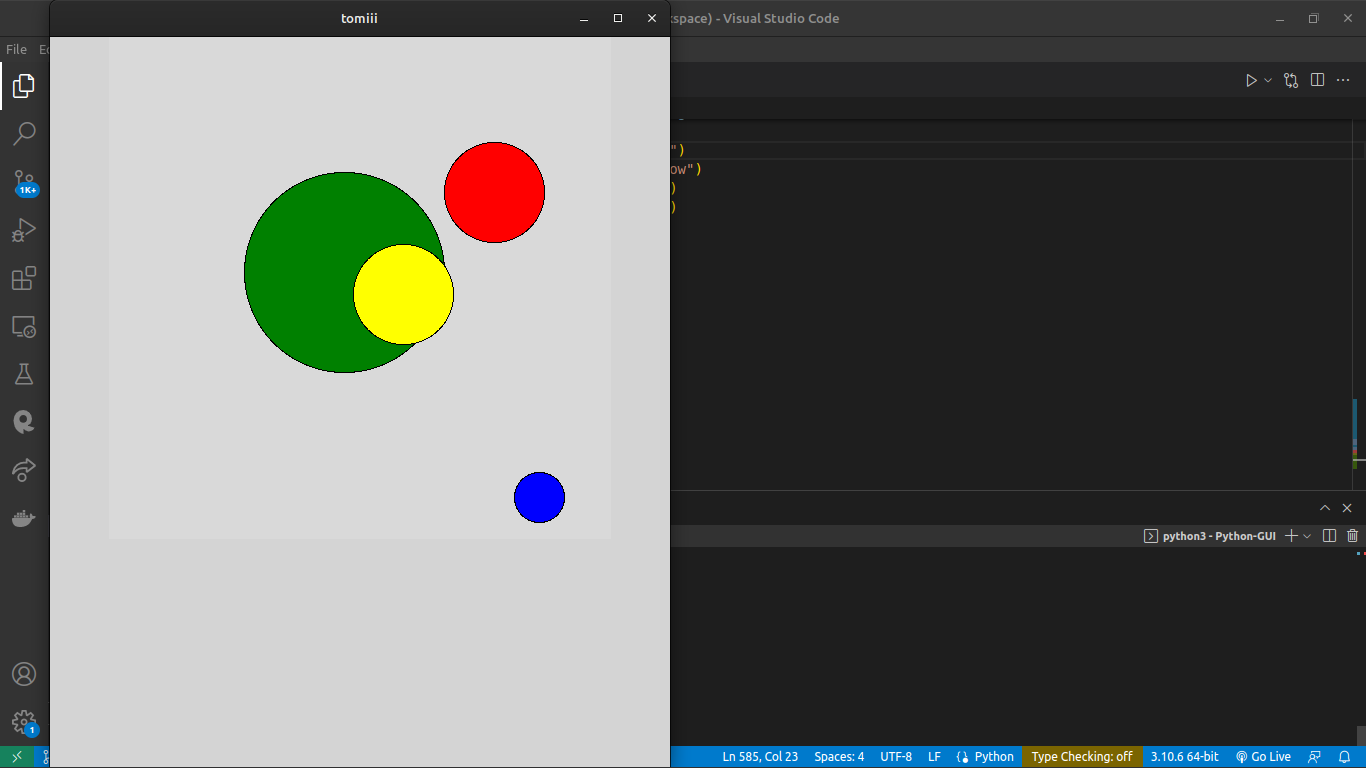 tomiii
space) - Visual Studio Code
File
")
ow")
)
)
1K+
python3 - Python-GUI
1
Ln 585, Col 23
Spaces: 4
UTF-8
LF
Python
Type Checking: off
3.10.6 64-bit
Go Live